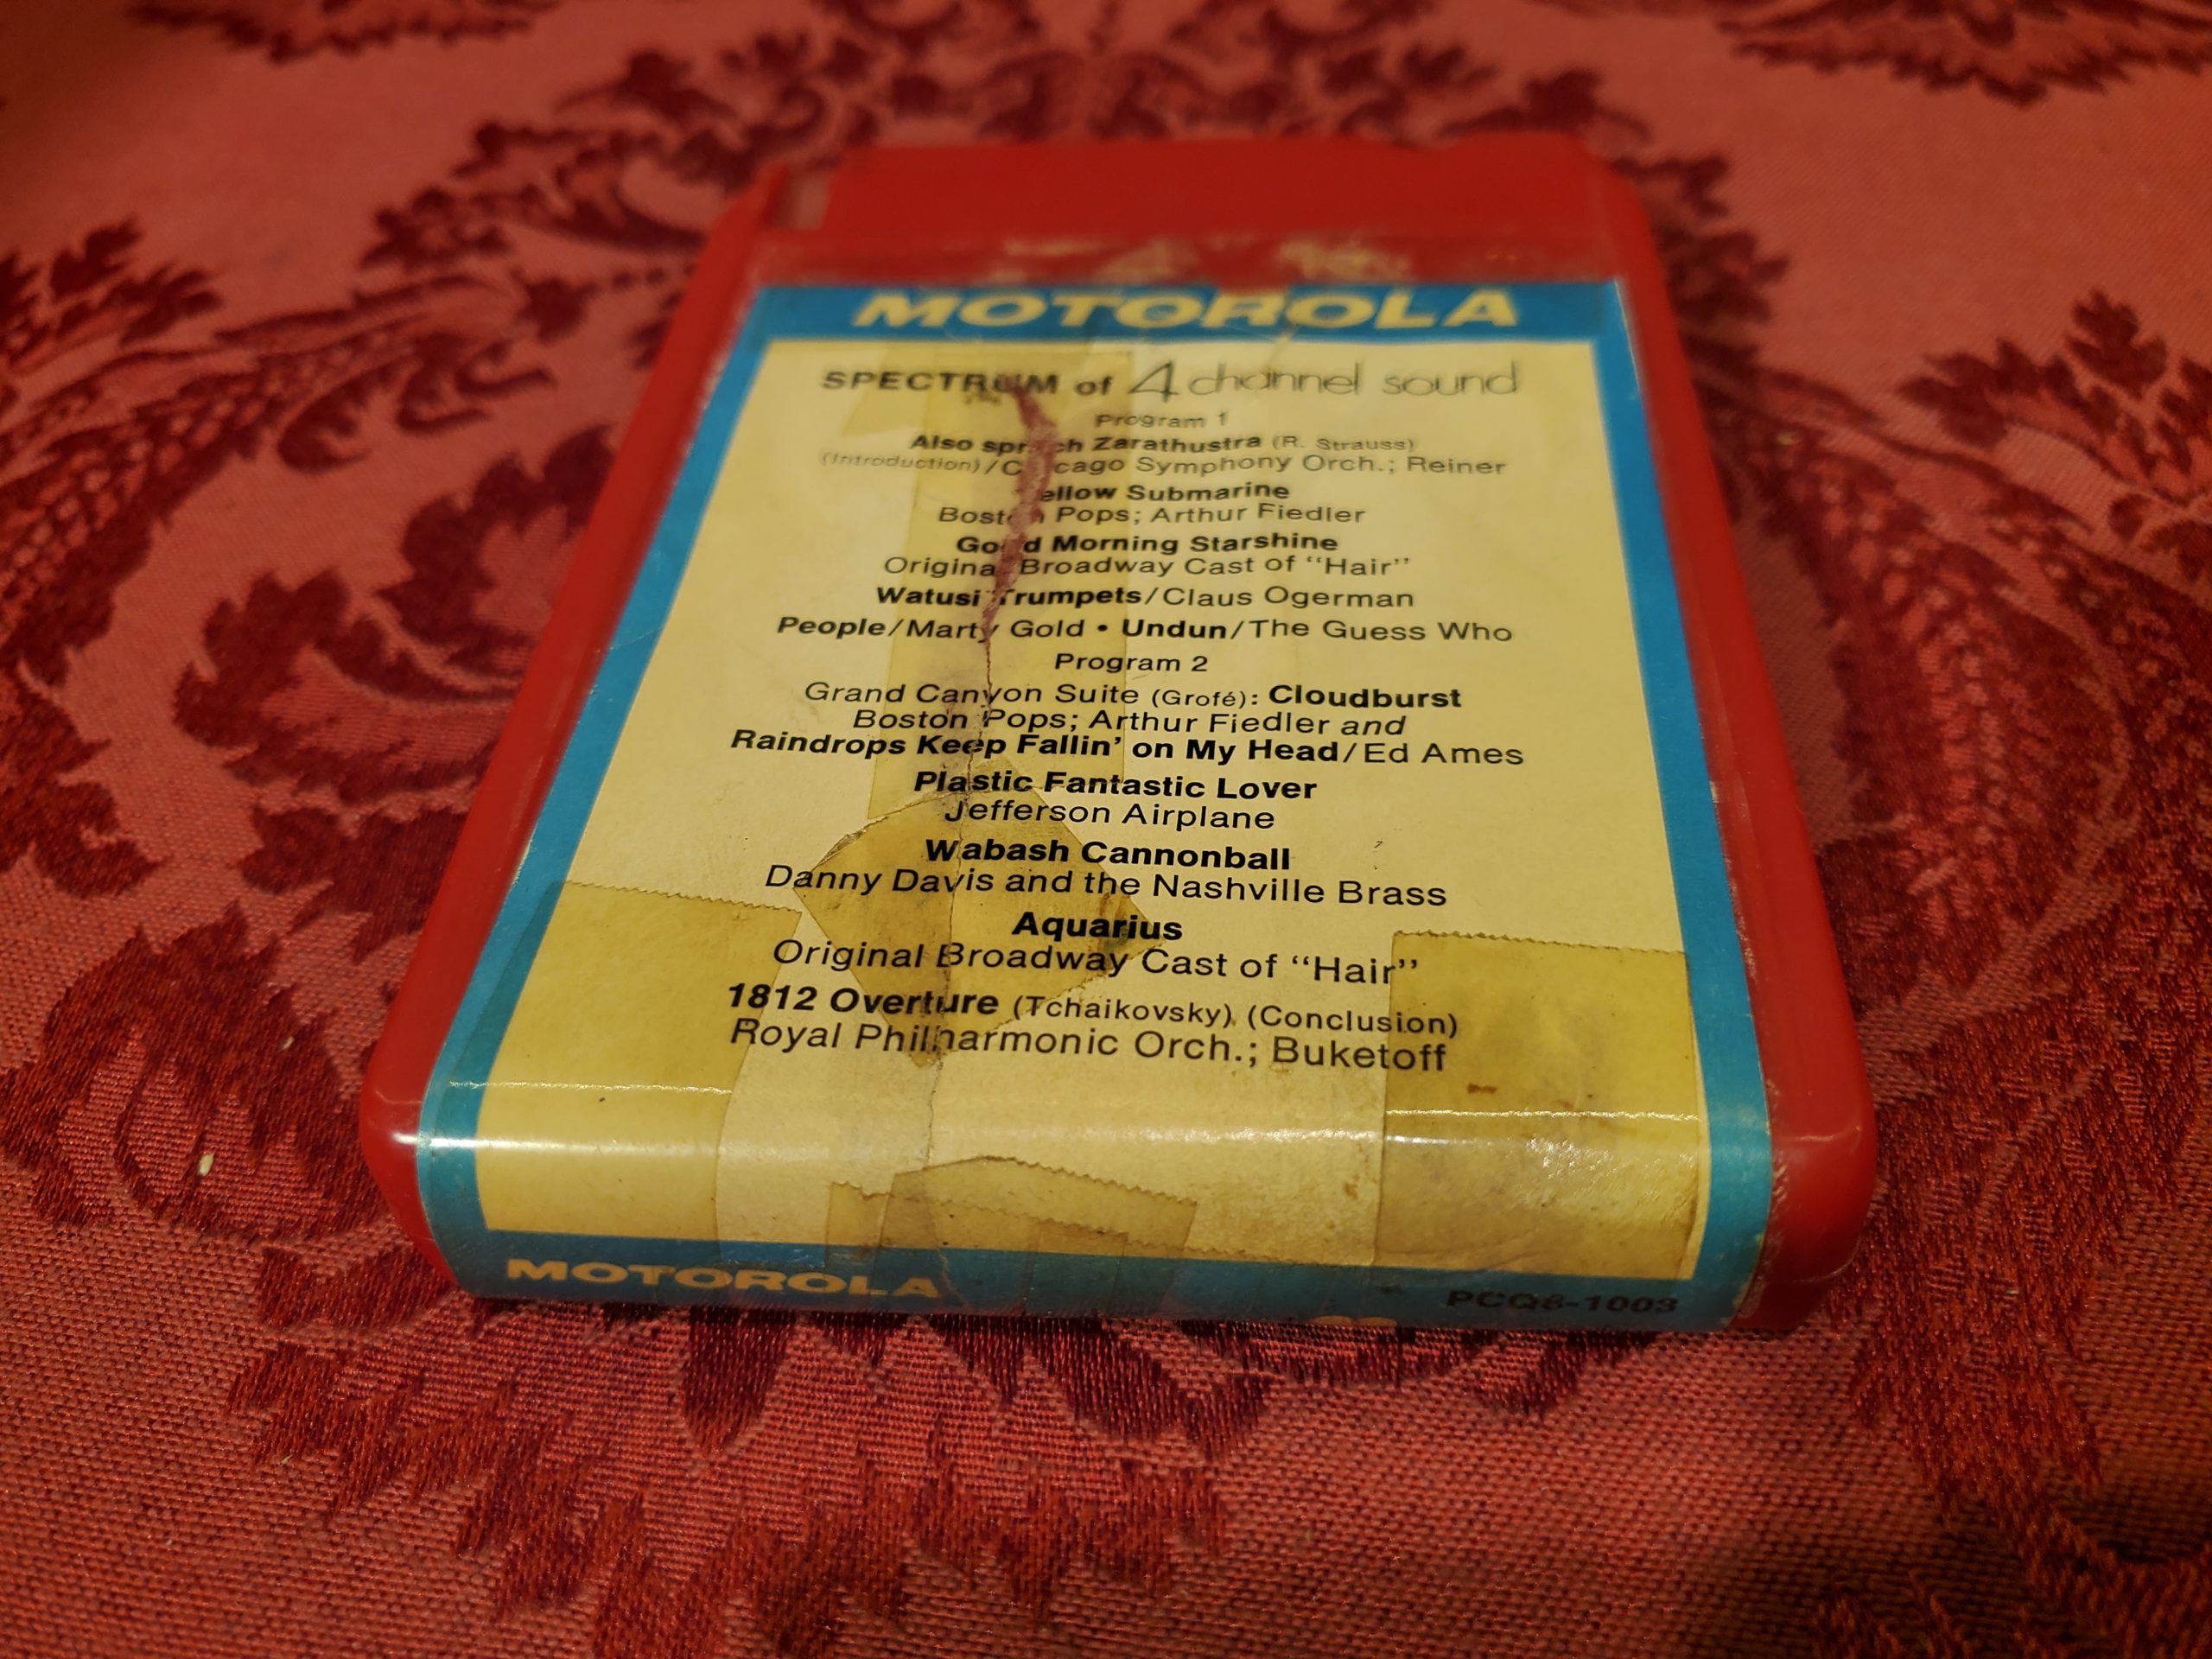 MOTOROLA
SPECTRUM of 4 channel sound
Program 1
Also sprach Zarathustra (R. Strauss)
(Introduction)/Chicago Symphony Orch.; Reiner
ellow Submarine
Boston Pops; Arthur Fiedler
Good Morning Starshine
Original Broadway Cast of “Hair”
Watusi Trumpets/Claus Ogerman
People/Marty Gold • Undun/The Guess Who
Program 2
Grand Canyon Suite (Grofé): Cloudburst
Boston Pops; Arthur Fiedler and
Raindrops Keep Fallin’ on My Head/Ed Ames
Plastic Fantastic Lover
Jefferson Airplane
Wabash Cannonball
Danny Davis and the Nashville Brass
Aquarius
Original Broadway Cast of “Hair”
1812 Overture (Tchaikovsky) (Conclusion)
Royal Philharmonic Orch.; Buketoff
MOTOROLA PCQ8-1003